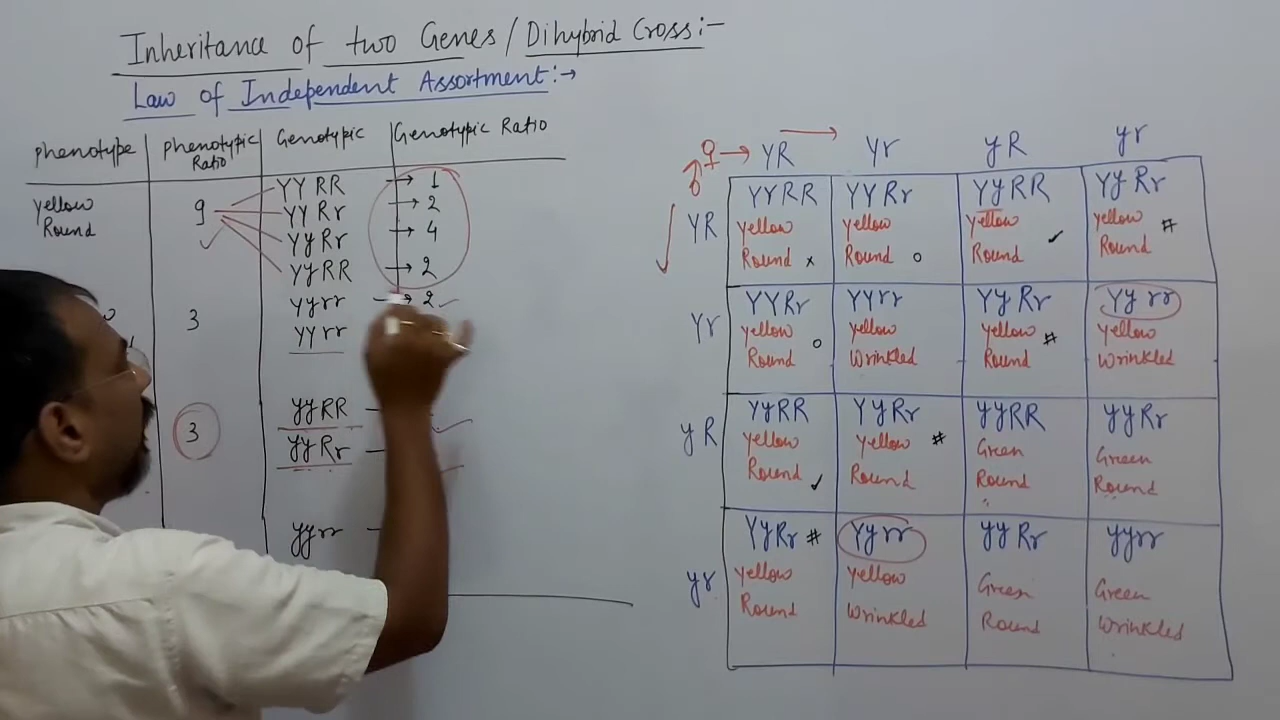 Inheritance of two Genes / Dihybrid Cross:-
Law of Independent Assortment:→
Phenotype Phenotypic Ratio Genotypic Genotypic Ratio
yellow Round 9
YYRR → 1
YYRr → 2
YyRr → 4
YyRR → 2
3
Yyrr → 2 ✓
YYrr
3
yyRR
yyRr
yyrr
♀ → YR Yr yR yr
♂
YR YYRR YYRr YyRR YyRr
Yellow Yellow Yellow Yellow #
Round x Round o Round ✓ Round
Yr YYRr YYrr YyRr Yyrr
Yellow Yellow Yellow # Yellow
Round o Wrinkled Round Wrinkled
yR YyRR YyRr yyRR yyRr
Yellow Yellow # Green Green
Round ✓ Round Round Round
yr YyRr # Yyrr yyRr yyrr
Yellow Yellow Green Green
Round Wrinkled Round Wrinkled